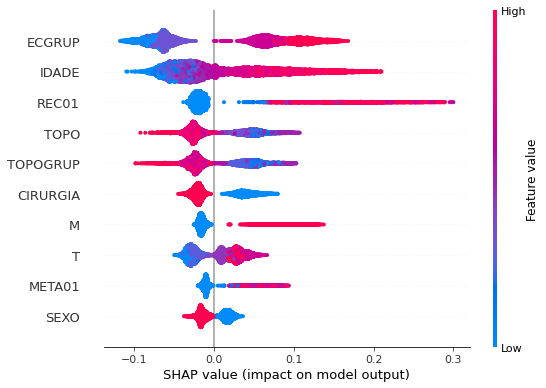 High
ECGRUP
IDADE
REC01
TOPO
TOPOGRUP
CIRURGIA
M
T
META01
SEXO
Feature value
Low
−0.1 0.0 0.1 0.2 0.3
SHAP value (impact on model output)